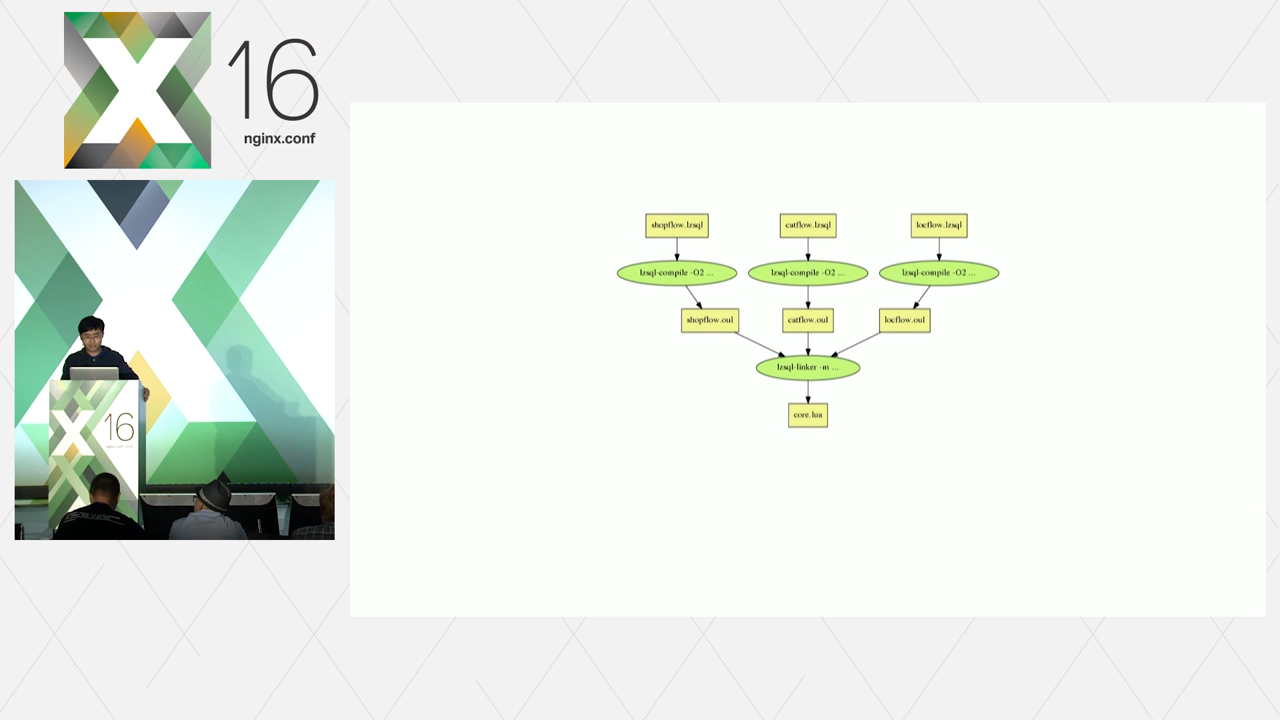 16
nginx.conf
shopflow.lzsql
catflow.lzsql
locflow.lzsql
lzsql-compile -O2 ...
lzsql-compile -O2 ...
lzsql-compile -O2 ...
shopflow.oul
catflow.oul
locflow.oul
lzsql-linker -m ...
core.lua
16